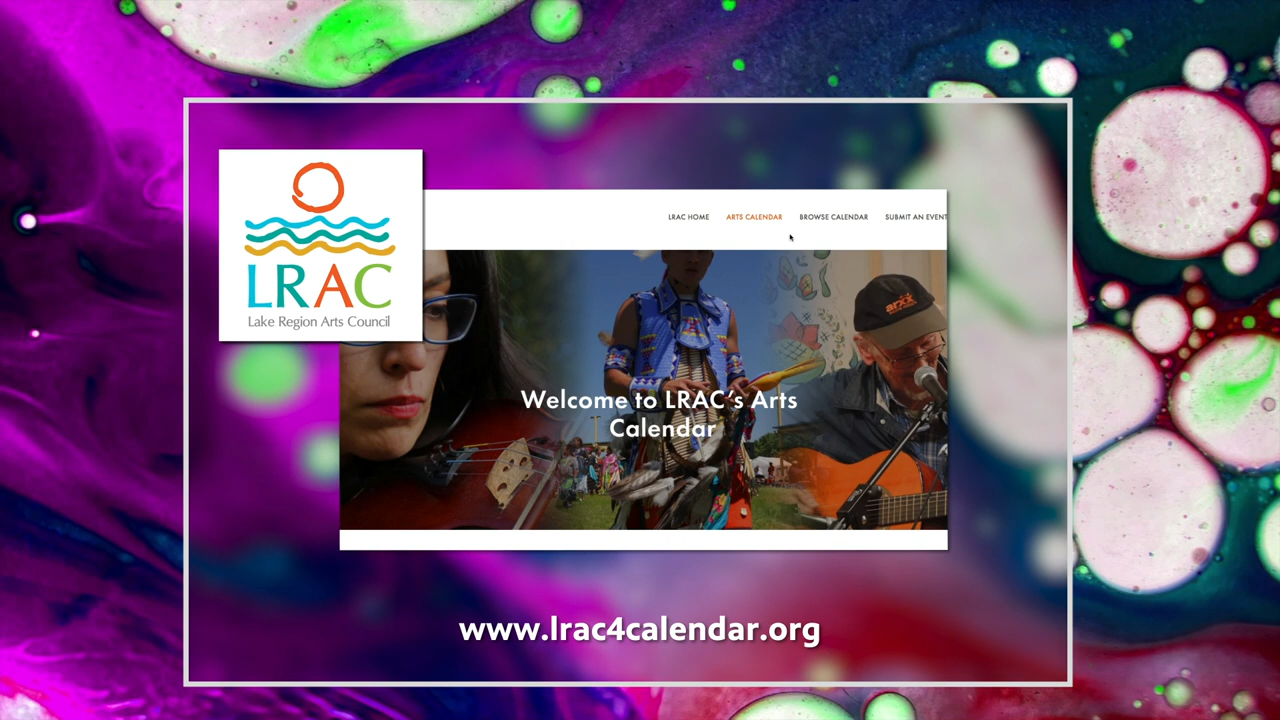 LRAC
Lake Region Arts Council
LRAC HOME ARTS CALENDAR BROWSE CALENDAR SUBMIT AN EVENT
arxx
Welcome to LRAC's Arts
Calendar
www.lrac4calendar.org